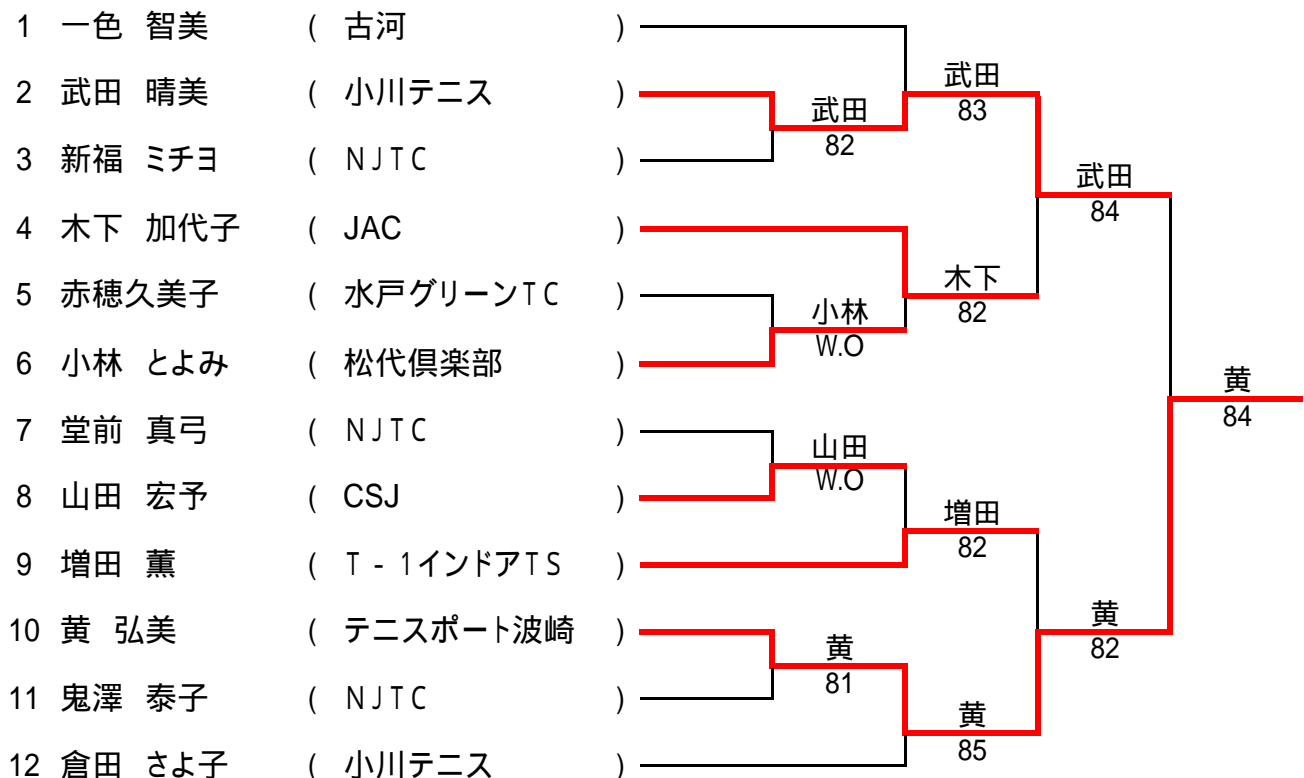 1 一色 智美 ( 古河 )
2 武田 晴美 ( 小川テニス )
3 新福 ミチヨ ( NJTC )
4 木下 加代子 ( JAC )
5 赤穂久美子 ( 水戸グリーンTC )
6 小林 とよみ ( 松代倶楽部 )
7 堂前 真弓 ( NJTC )
8 山田 宏予 ( CSJ )
9 増田 薫 ( T-1インドアTS )
10 黄 弘美 ( テニスポート波崎 )
11 鬼澤 泰子 ( NJTC )
12 倉田 さよ子 ( 小川テニス )
武田
82
小林
W.O
山田
W.O
黄
81
武田
83
木下
82
増田
82
黄
85
武田
84
黄
82
黄
84